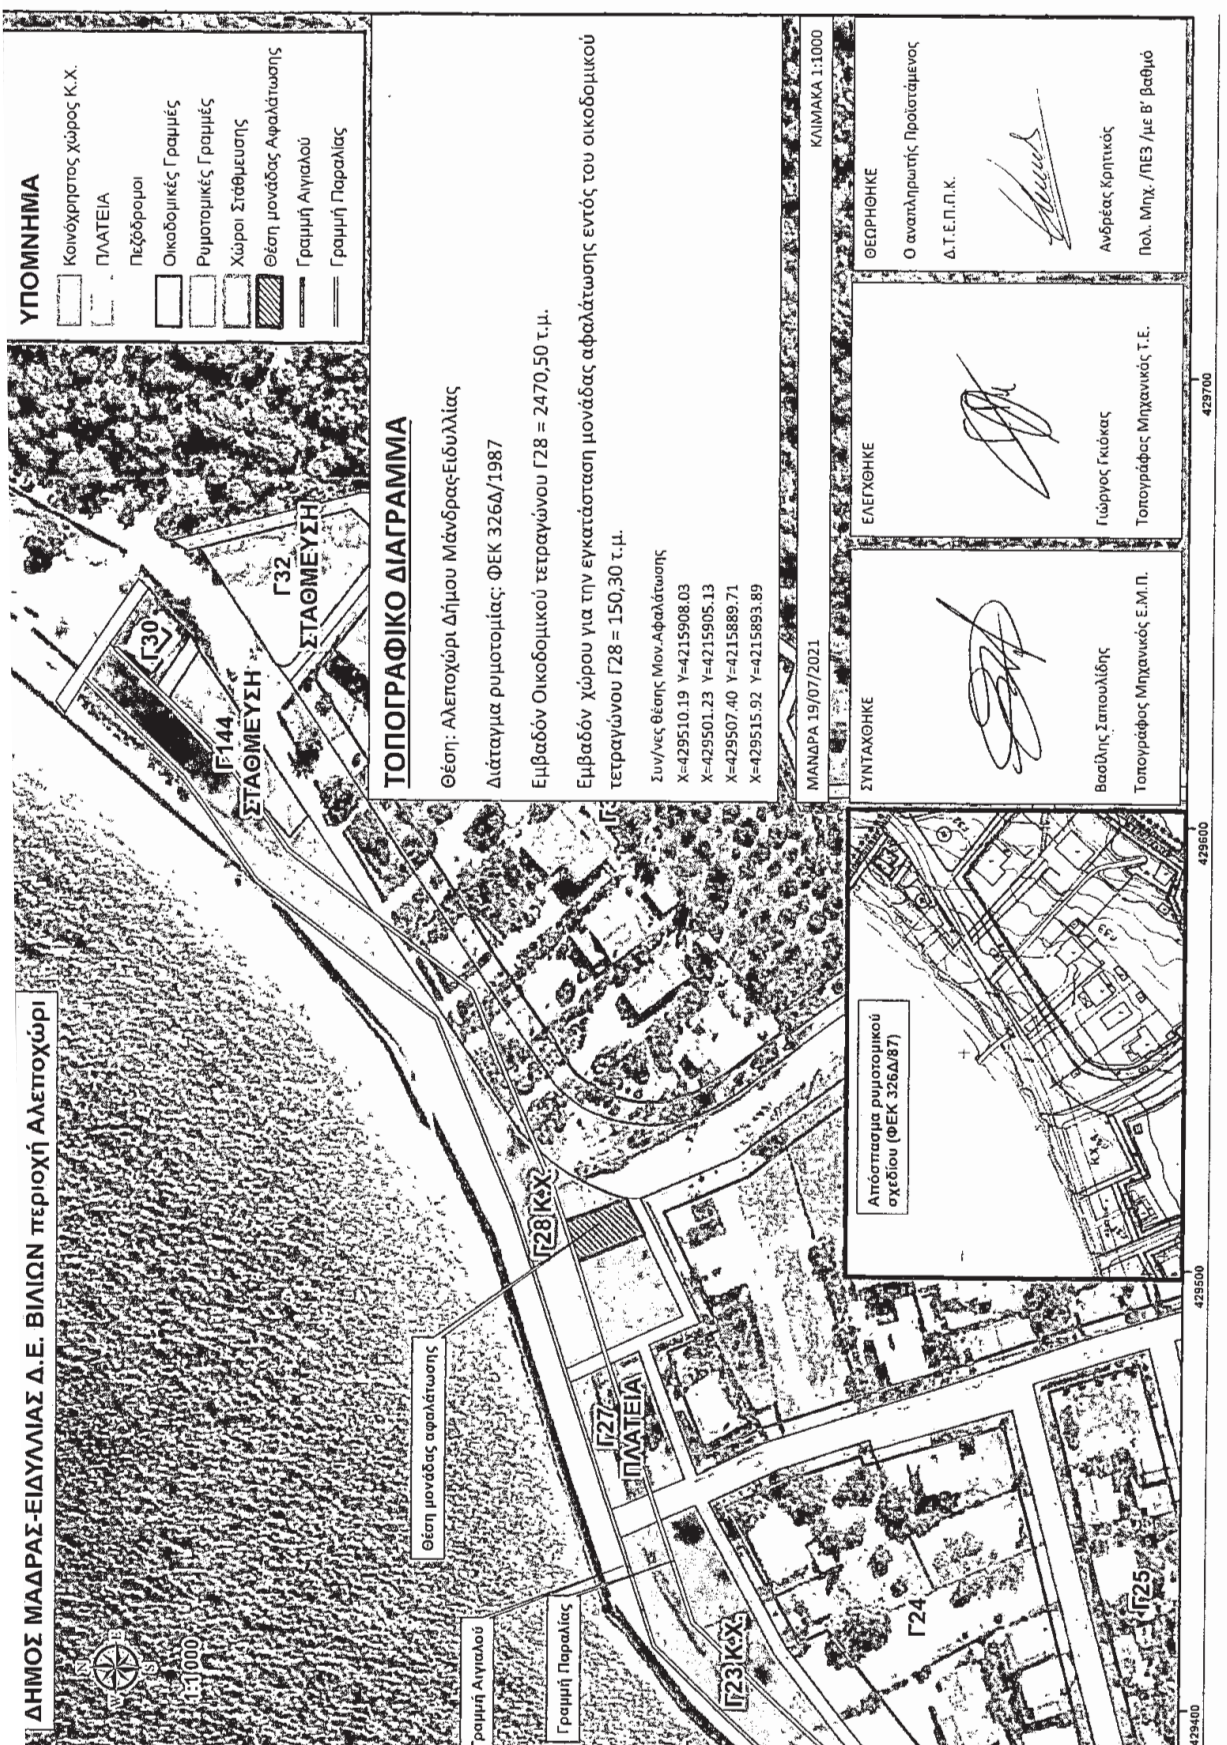 ΔΗΜΟΣ ΜΑΔΡΑΣ-ΕΙΔΥΛΛΙΑΣ Δ.Ε. ΒΙΛΙΩΝ περιοχή Αλεποχώρι
N
W
E
S
1:1000
Θέση μονάδας αφαλάτωσης
Γραμμή Αιγιαλού
Γραμμή Παραλίας
Γ23 Κ.Χ.
Γ24
Γ25
Γ27
ΠΛΑΤΕΙΑ
Γ28 Κ.Χ.
Γ144
ΣΤΑΘΜΕΥΣΗ
Γ30
Γ32
ΣΤΑΘΜΕΥΣΗ
ΥΠΟΜΝΗΜΑ
Κοινόχρηστος χώρος Κ.Χ.
ΠΛΑΤΕΙΑ
Πεζόδρομοι
Οικοδομικές Γραμμές
Ρυμοτομικές Γραμμές
Χώροι Στάθμευσης
Θέση μονάδας Αφαλάτωσης
Γραμμή Αιγιαλού
Γραμμή Παραλίας
ΤΟΠΟΓΡΑΦΙΚΟ ΔΙΑΓΡΑΜΜΑ
Θέση: Αλεποχώρι Δήμου Μάνδρας-Ειδυλλίας
Διάταγμα ρυμοτομίας: ΦΕΚ 326Δ/1987
Εμβαδόν Οικοδομικού τετραγώνου Γ28 = 2470,50 τ.μ.
Εμβαδόν χώρου για την εγκατάσταση μονάδας αφαλάτωσης εντός του οικοδομικού
τετραγώνου Γ28 = 150,30 τ.μ.
Συν/νες Θέσης Μον.Αφαλάτωσης
X=429510.19 Y=4215908.03
X=429501.23 Y=4215905.13
X=429507.40 Y=4215889.71
X=429515.92 Y=4215893.89
ΜΑΝΔΡΑ 19/07/2021
ΚΛΙΜΑΚΑ 1:1000
ΣΥΝΤΑΧΘΗΚΕ
Βασίλης Σαπουλίδης
Τοπογράφος Μηχανικός Ε.Μ.Π.
ΕΛΕΓΧΘΗΚΕ
Γιώργος Γκιόκας
Τοπογράφος Μηχανικός Τ.Ε.
ΘΕΩΡΗΘΗΚΕ
Ο αναπληρωτής Προϊστάμενος
Δ.Τ.Ε.Π.Π.Κ.
Ανδρέας Κρητικός
Πολ. Μηχ. /ΠΕ3 /με Β' βαθμό
Απόσπασμα ρυμοτομικού
σχεδίου (ΦΕΚ 326Δ/87)
429400
429500
429600
429700